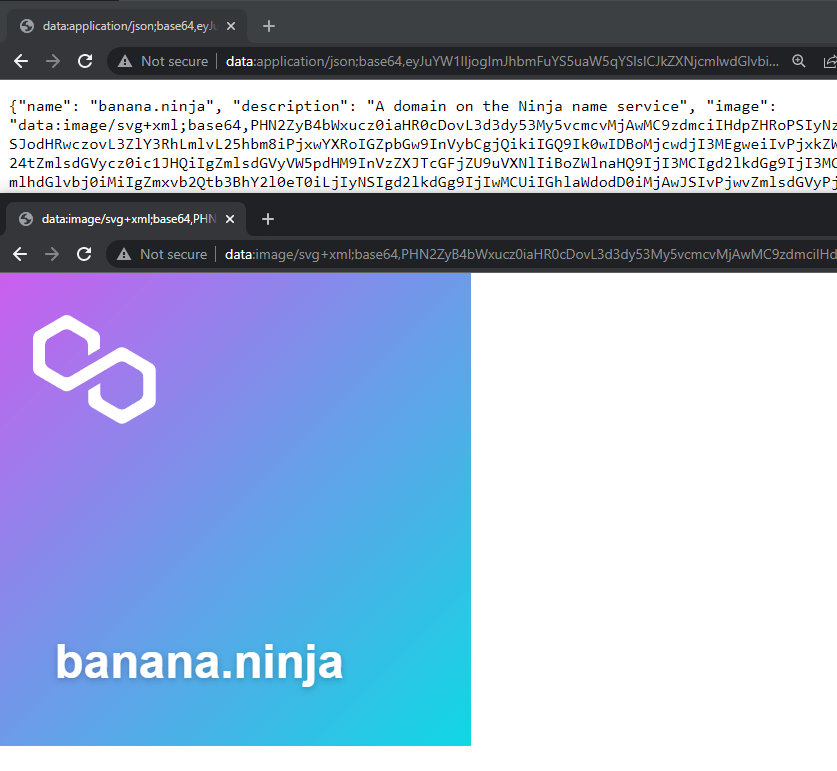 data:application/json;base64,eyJu
Not secure | data:application/json;base64,eyJuYW1lIjogImJhbmFuYS5uaW5qYSIsICJkZXNjcmlwdGlvbi...
{"name": "banana.ninja", "description": "A domain on the Ninja name service", "image":
"data:image/svg+xml;base64,PHN2ZyB4bWxucz0iaHR0cDovL3d3dy53My5vcmcvMjAwMC9zdmciIHdpZHRoPSIyNz
SJodHRwczovL3ZlY3RhLmlvL25hbm8iPjxwYXRoIGZpbGw9InVybCgjQikiIGQ9Ik0wIDBoMjcwdjI3MEgweiIvPjxkZW
24tZmlsdGVycz0ic1JHQiIgZmlsdGVyVW5pdHM9InVzZXJTcGFjZU9uVXNlIiBoZWlnaHQ9IjI3MCIgd2lkdGg9IjI3MC
mlhdGlvbj0iMiIgZmxvb2Qtb3BhY2l0eT0iLjIyNSIgd2lkdGg9IjIwMCUiIGhlaWdodD0iMjAwJSIvPjwvZmlsdGVyPj
data:image/svg+xml;base64,PHN
Not secure | data:image/svg+xml;base64,PHN2ZyB4bWxucz0iaHR0cDovL3d3dy53My5vcmcvMjAwMC9zdmciIHd
banana.ninja